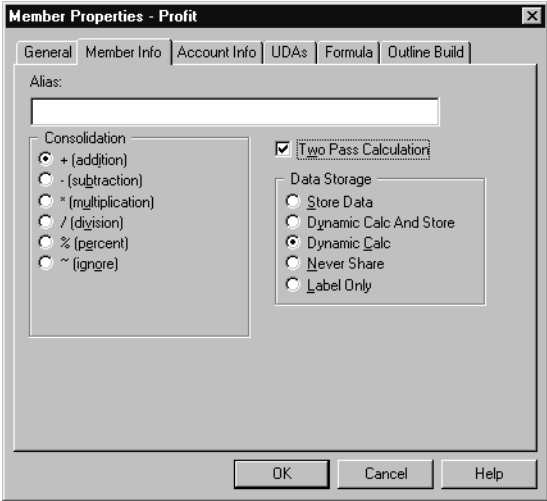 Member Properties - Profit
General Member Info Account Info UDAs Formula Outline Build
Alias:
Consolidation
+ (addition)
- (subtraction)
* (multiplication)
/ (division)
% (percent)
~ (ignore)
Two Pass Calculation
Data Storage
Store Data
Dynamic Calc And Store
Dynamic Calc
Never Share
Label Only
OK Cancel Help